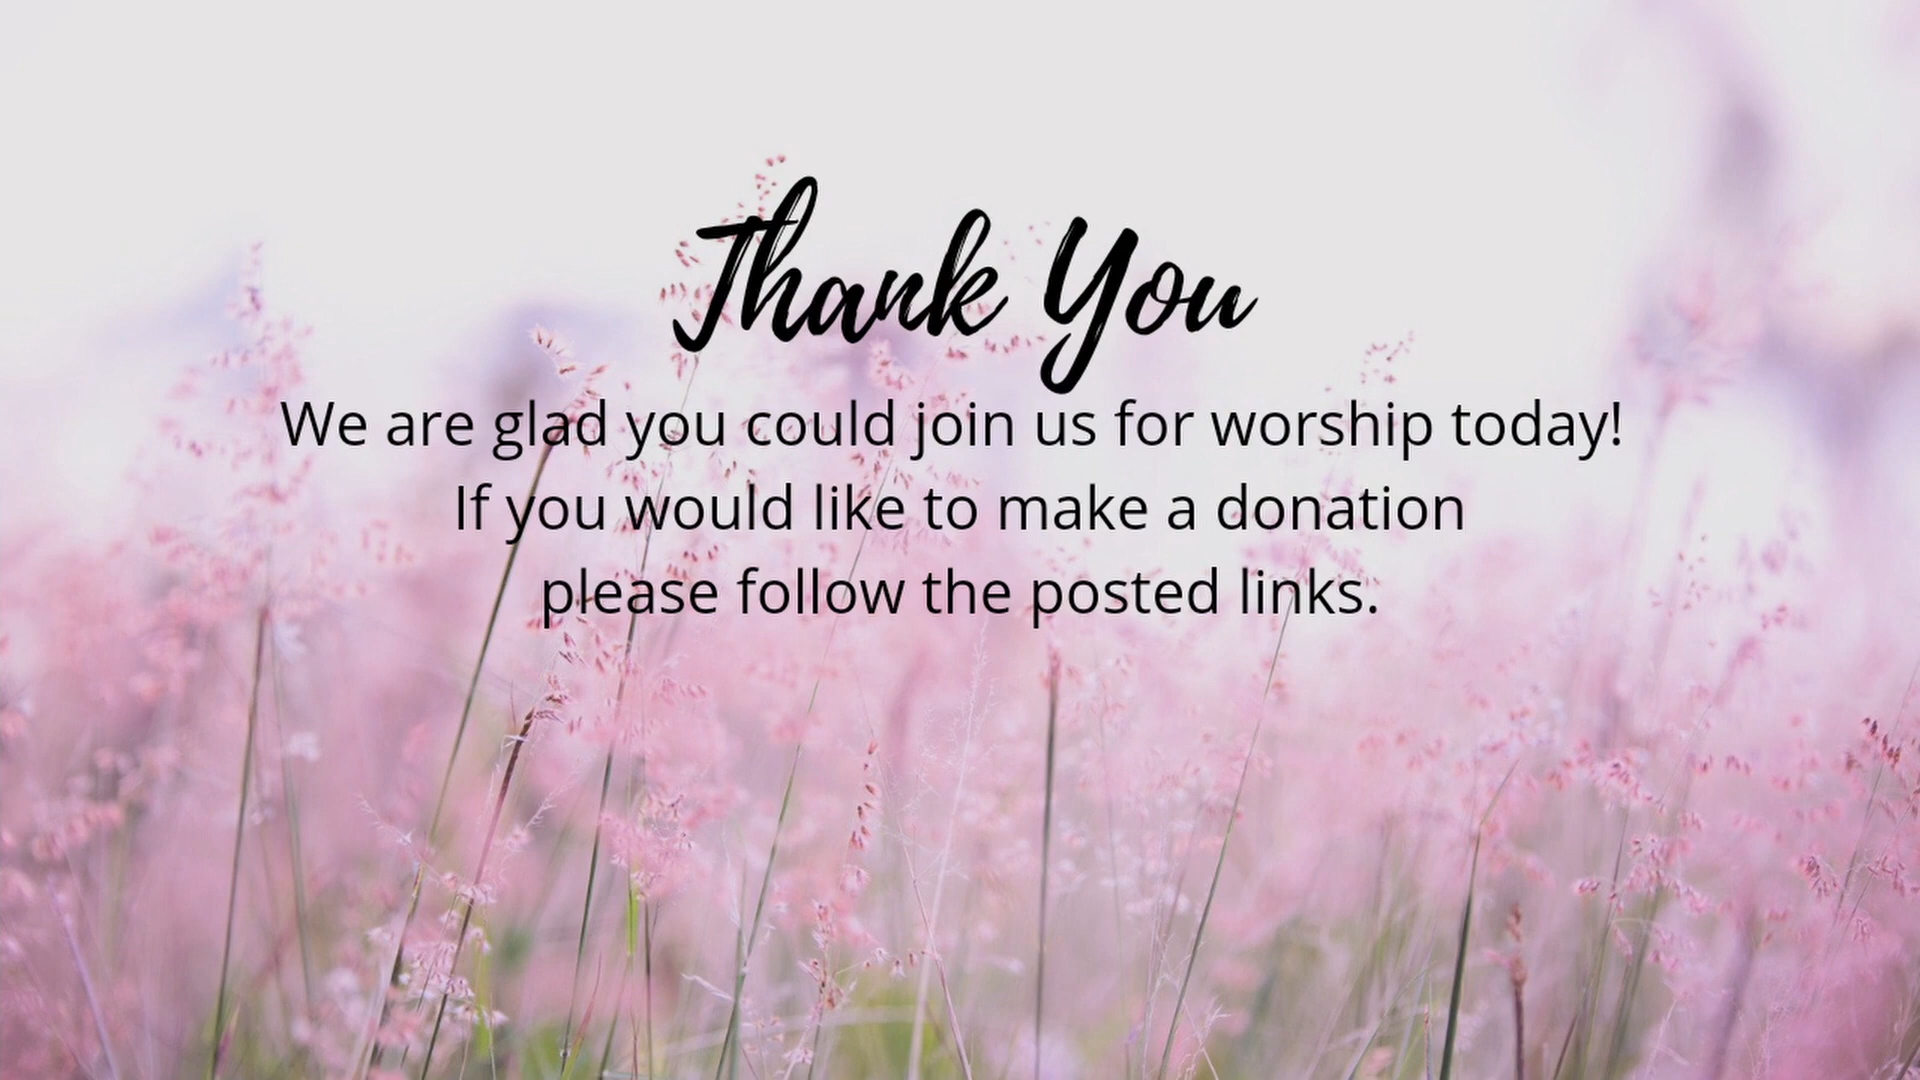 Thank You
We are glad you could join us for worship today!
If you would like to make a donation
please follow the posted links.